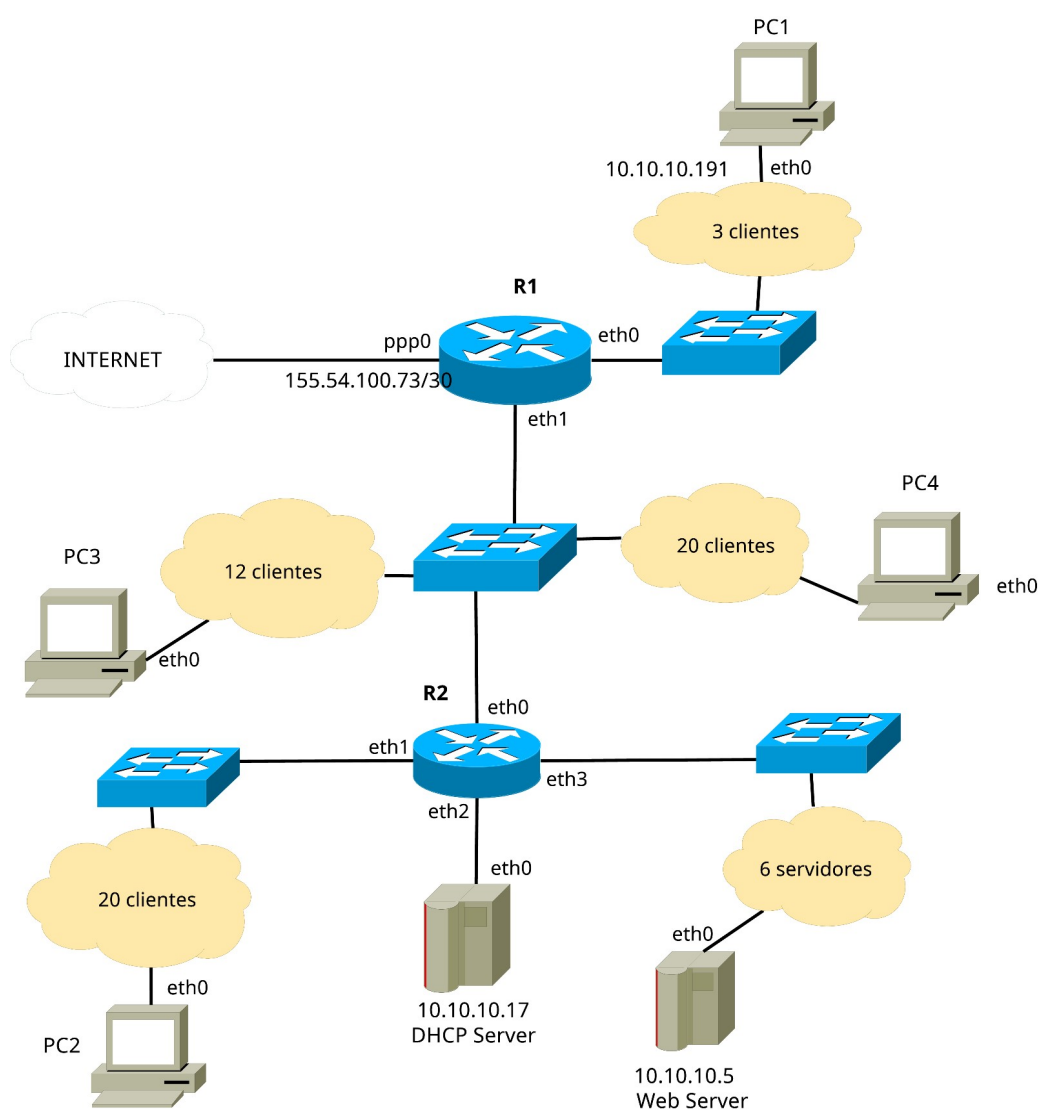 PC1
10.10.10.191
eth0
3 clientes
R1
ppp0
eth0
INTERNET
155.54.100.73/30
eth1
PC4
20 clientes
PC3
12 clientes
eth0
eth0
R2
eth0
eth1
eth3
eth2
eth0
6 servidores
20 clientes
eth0
eth0
10.10.10.17
DHCP Server
PC2
10.10.10.5
Web Server